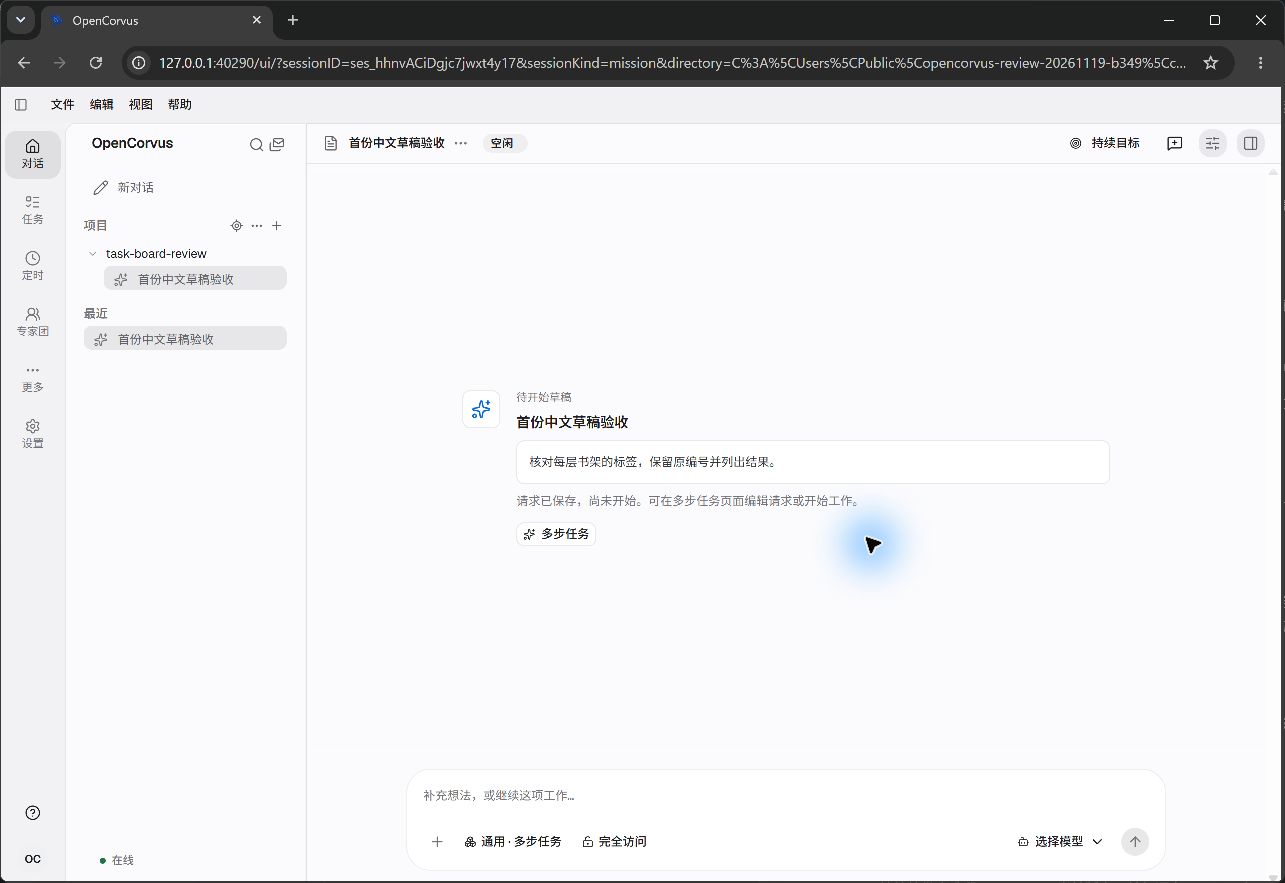 OpenCorvus
127.0.0.1:40290/ui/?sessionID=ses_hhnvACiDgjc7jwxt4y17&sessionKind=mission&directory=C%3A%5CUsers%5CPublic%5Copencorvus-review-20261119-b349%5Cc...
文件 编辑 视图 帮助
对话
任务
定时
专家团
更多
设置
OC
OpenCorvus
新对话
项目
task-board-review
首份中文草稿验收
最近
首份中文草稿验收
在线
首份中文草稿验收 ... 空闲
持续目标
待开始草稿
首份中文草稿验收
核对每层书架的标签，保留原编号并列出结果。
请求已保存，尚未开始。可在多步任务页面编辑请求或开始工作。
多步任务
补充想法，或继续这项工作...
通用 · 多步任务 完全访问 选择模型